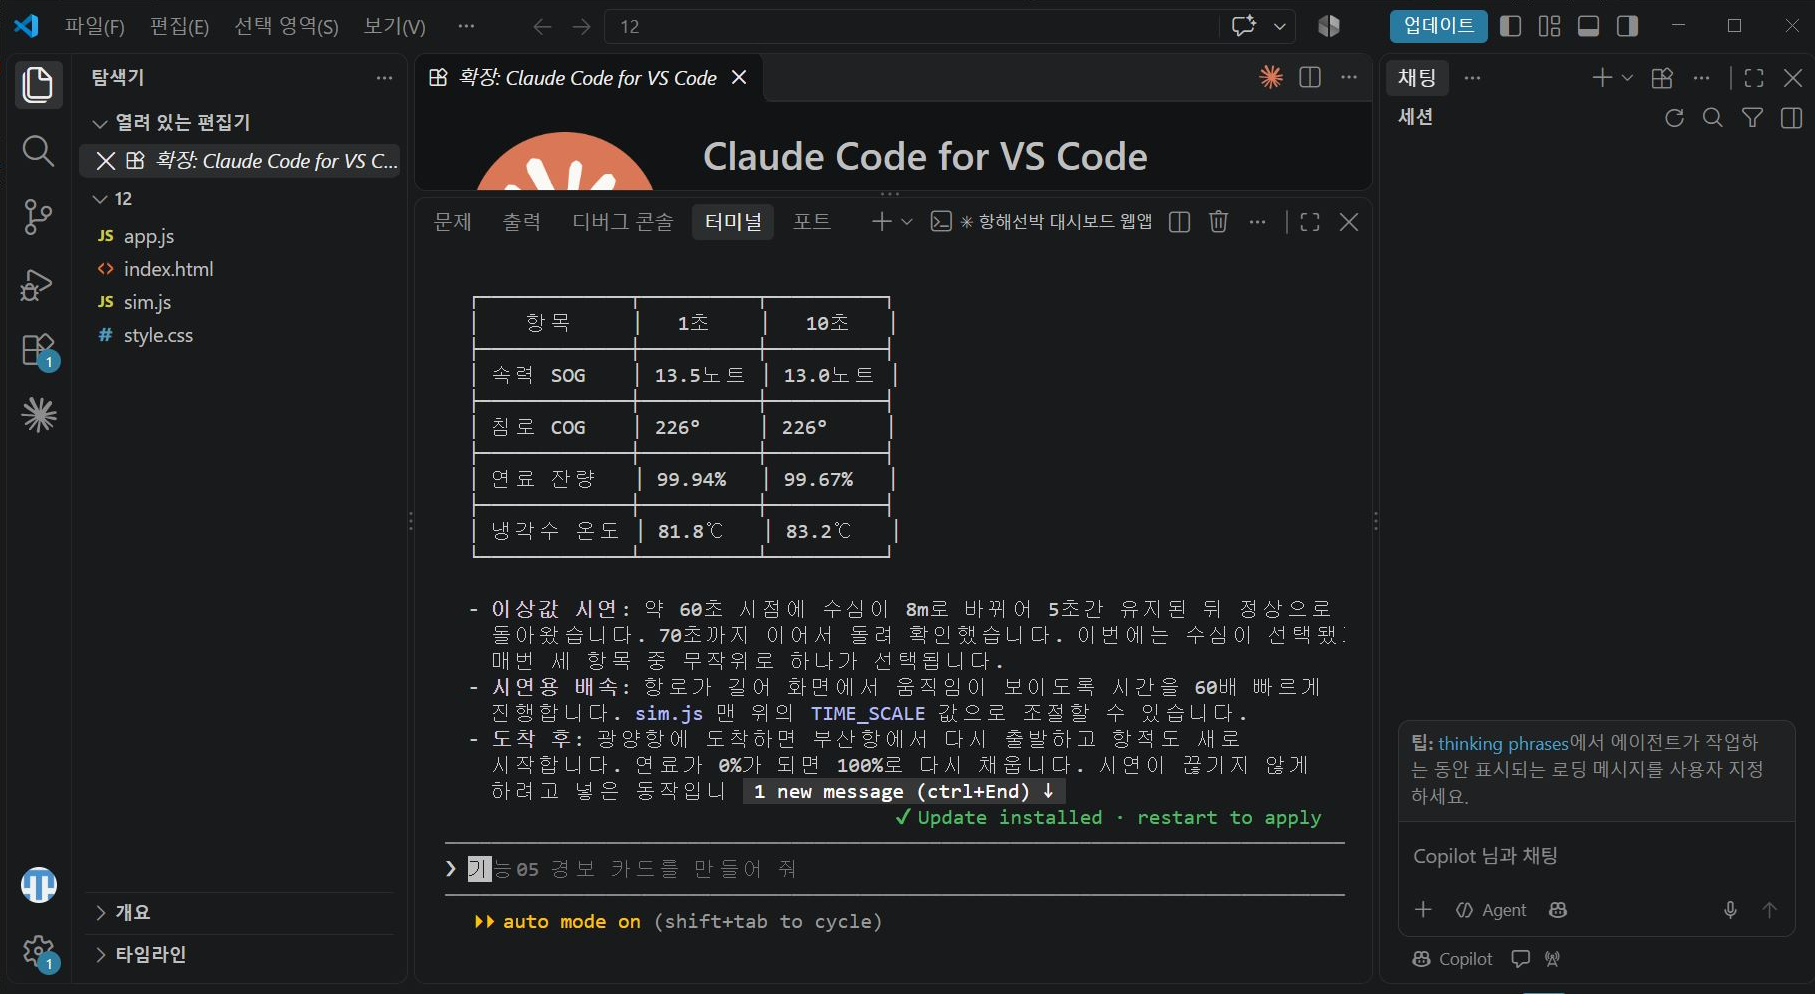 파일(F) 편집(E) 선택 영역(S) 보기(V) ··· 12 업데이트
탐색기
열려 있는 편집기
확장: Claude Code for VS C...
12
JS app.js
<> index.html
JS sim.js
# style.css
개요
타임라인
1
1
확장: Claude Code for VS Code
Claude Code for VS Code
문제 출력 디버그 콘솔 터미널 포트 ✳ 항해선박 대시보드 웹앱
항목 1초 10초
속력 SOG 13.5노트 13.0노트
침로 COG 226° 226°
연료 잔량 99.94% 99.67%
냉각수 온도 81.8℃ 83.2℃
- 이상값 시연: 약 60초 시점에 수심이 8m로 바뀌어 5초간 유지된 뒤 정상으로
돌아왔습니다. 70초까지 이어서 돌려 확인했습니다. 이번에는 수심이 선택됐
매번 세 항목 중 무작위로 하나가 선택됩니다.
- 시연용 배속: 항로가 길어 화면에서 움직임이 보이도록 시간을 60배 빠르게
진행합니다. sim.js 맨 위의 TIME_SCALE 값으로 조절할 수 있습니다.
- 도착 후: 광양항에 도착하면 부산항에서 다시 출발하고 항적도 새로
시작합니다. 연료가 0%가 되면 100%로 다시 채웁니다. 시연이 끊기지 않게
하려고 넣은 동작입니 1 new message (ctrl+End) ↓
✓ Update installed · restart to apply
❯ 기능05 경보 카드를 만들어 줘
⏵⏵ auto mode on (shift+tab to cycle)
채팅
세션
팁: thinking phrases에서 에이전트가 작업하
는 동안 표시되는 로딩 메시지를 사용자 지정
하세요.
Copilot 님과 채팅
Agent
Copilot